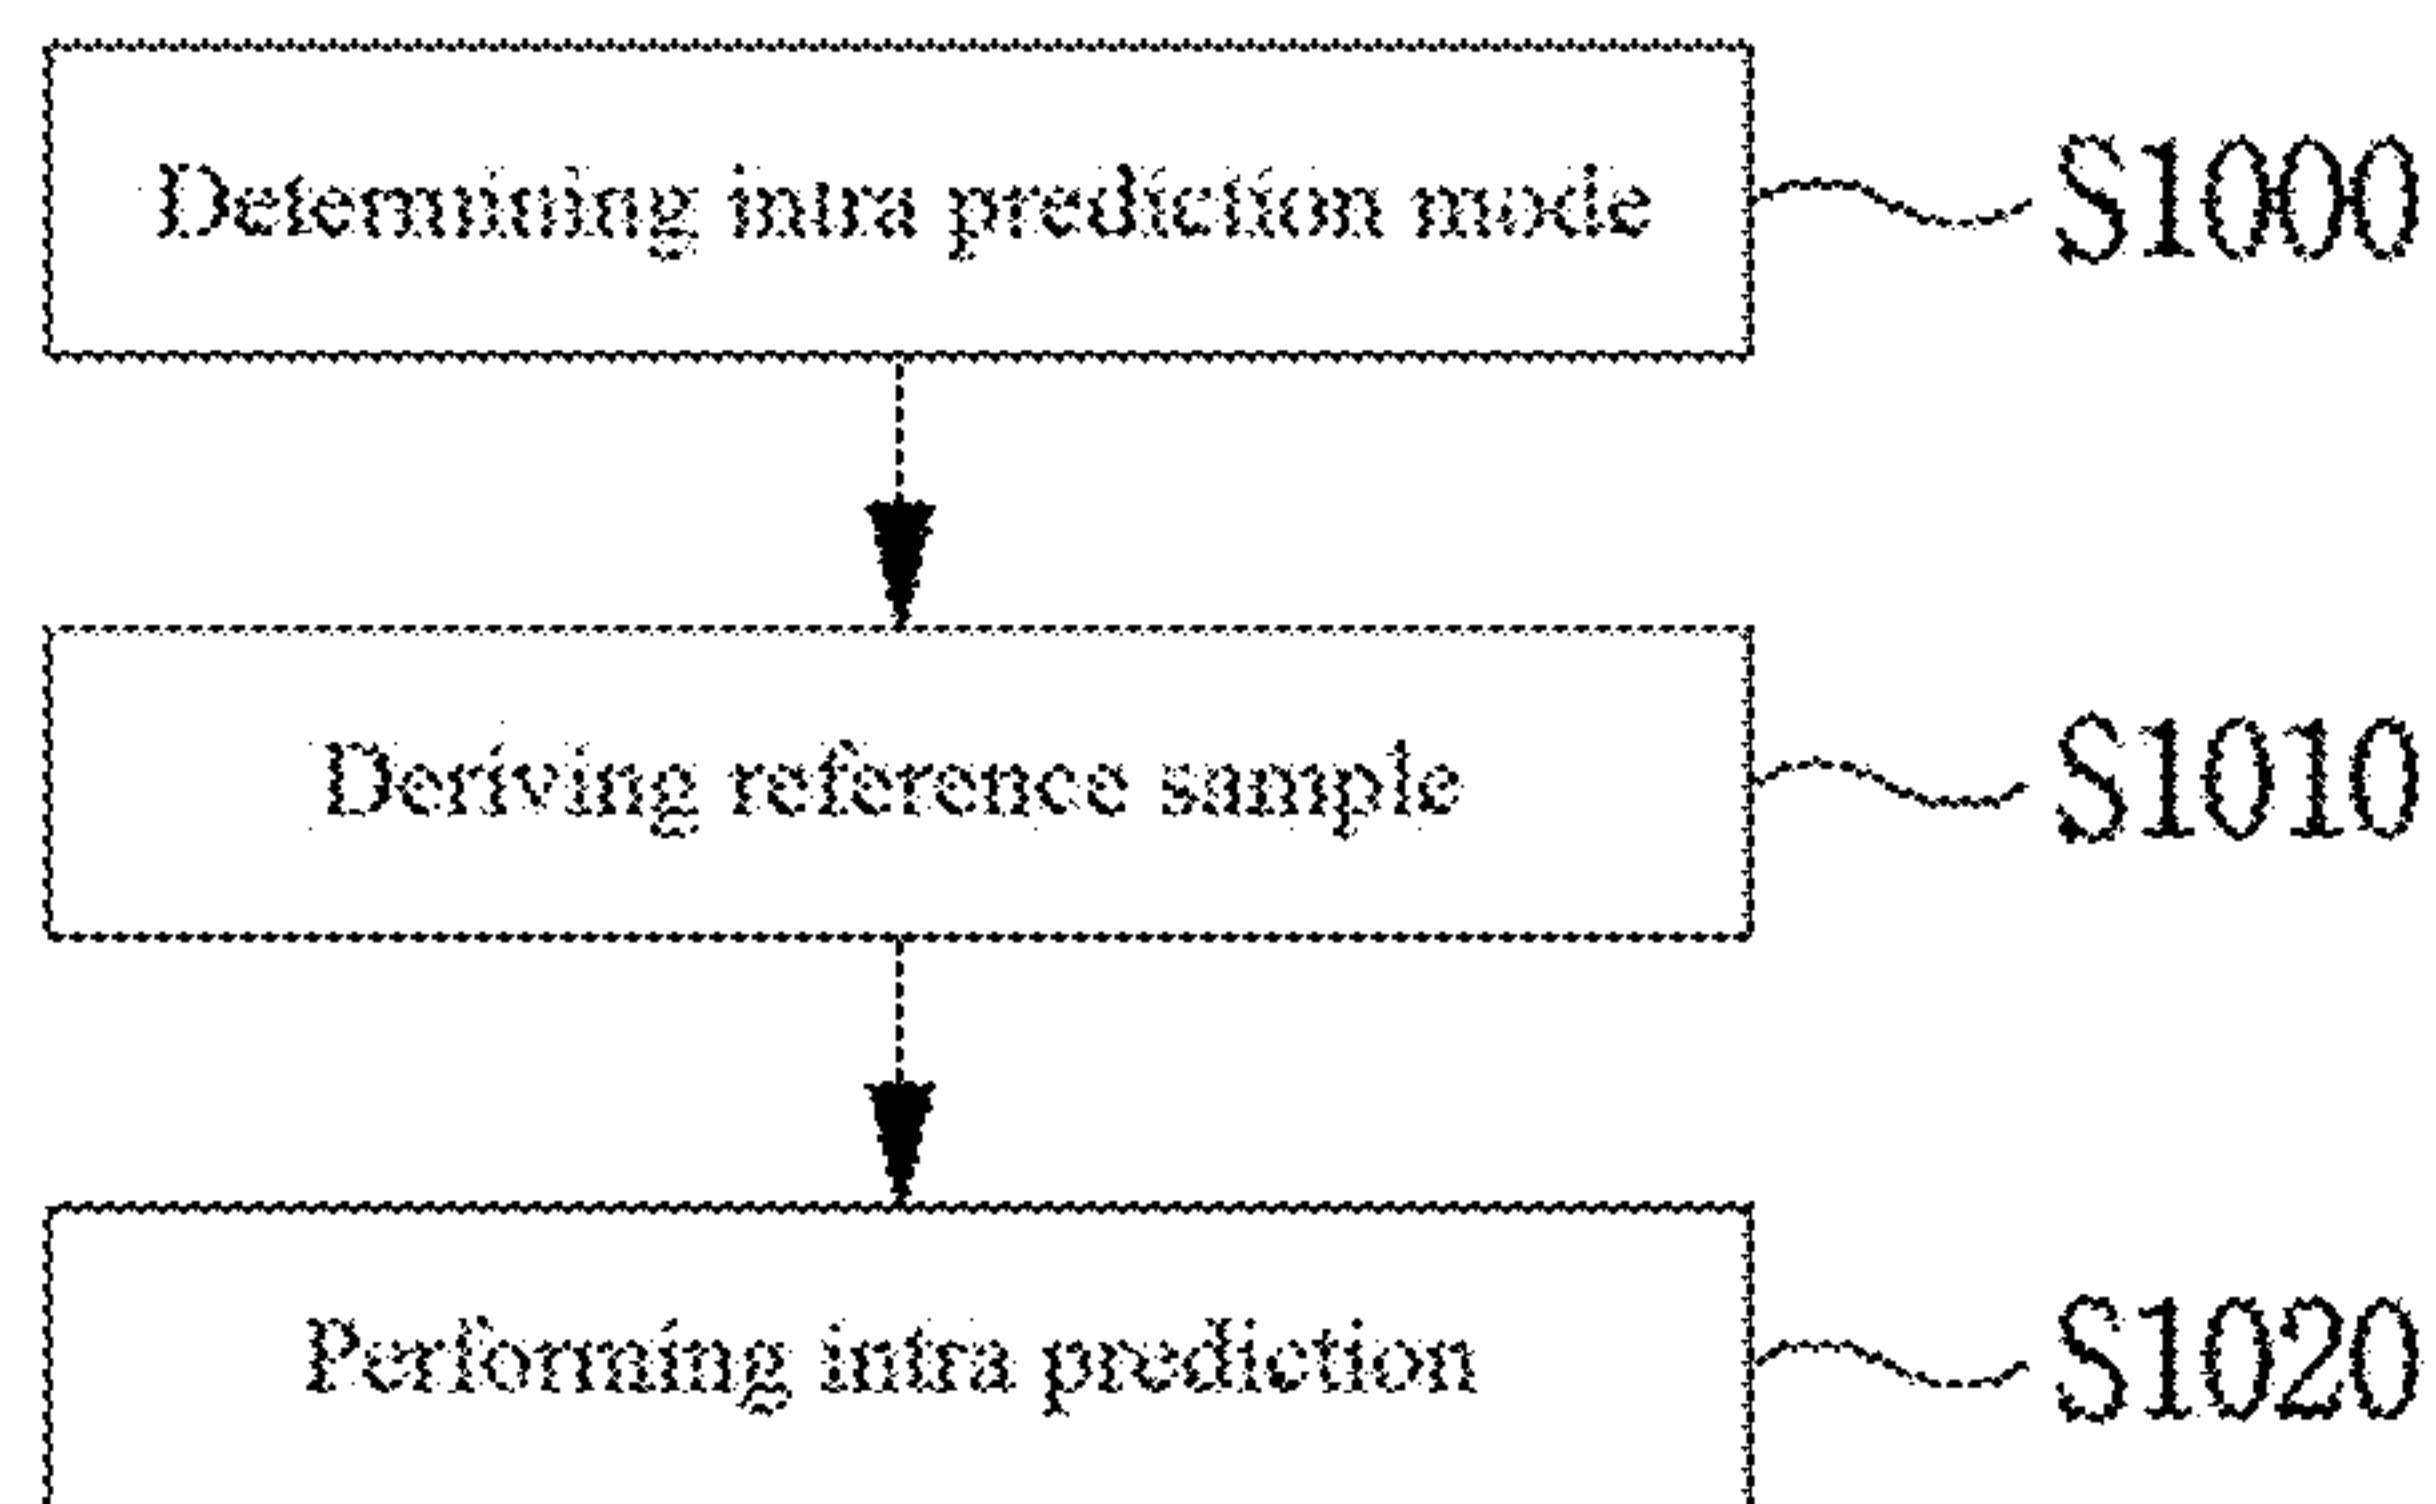 Determining intra prediction mode S1000
Deriving reference sample S1010
Performing intra prediction S1020